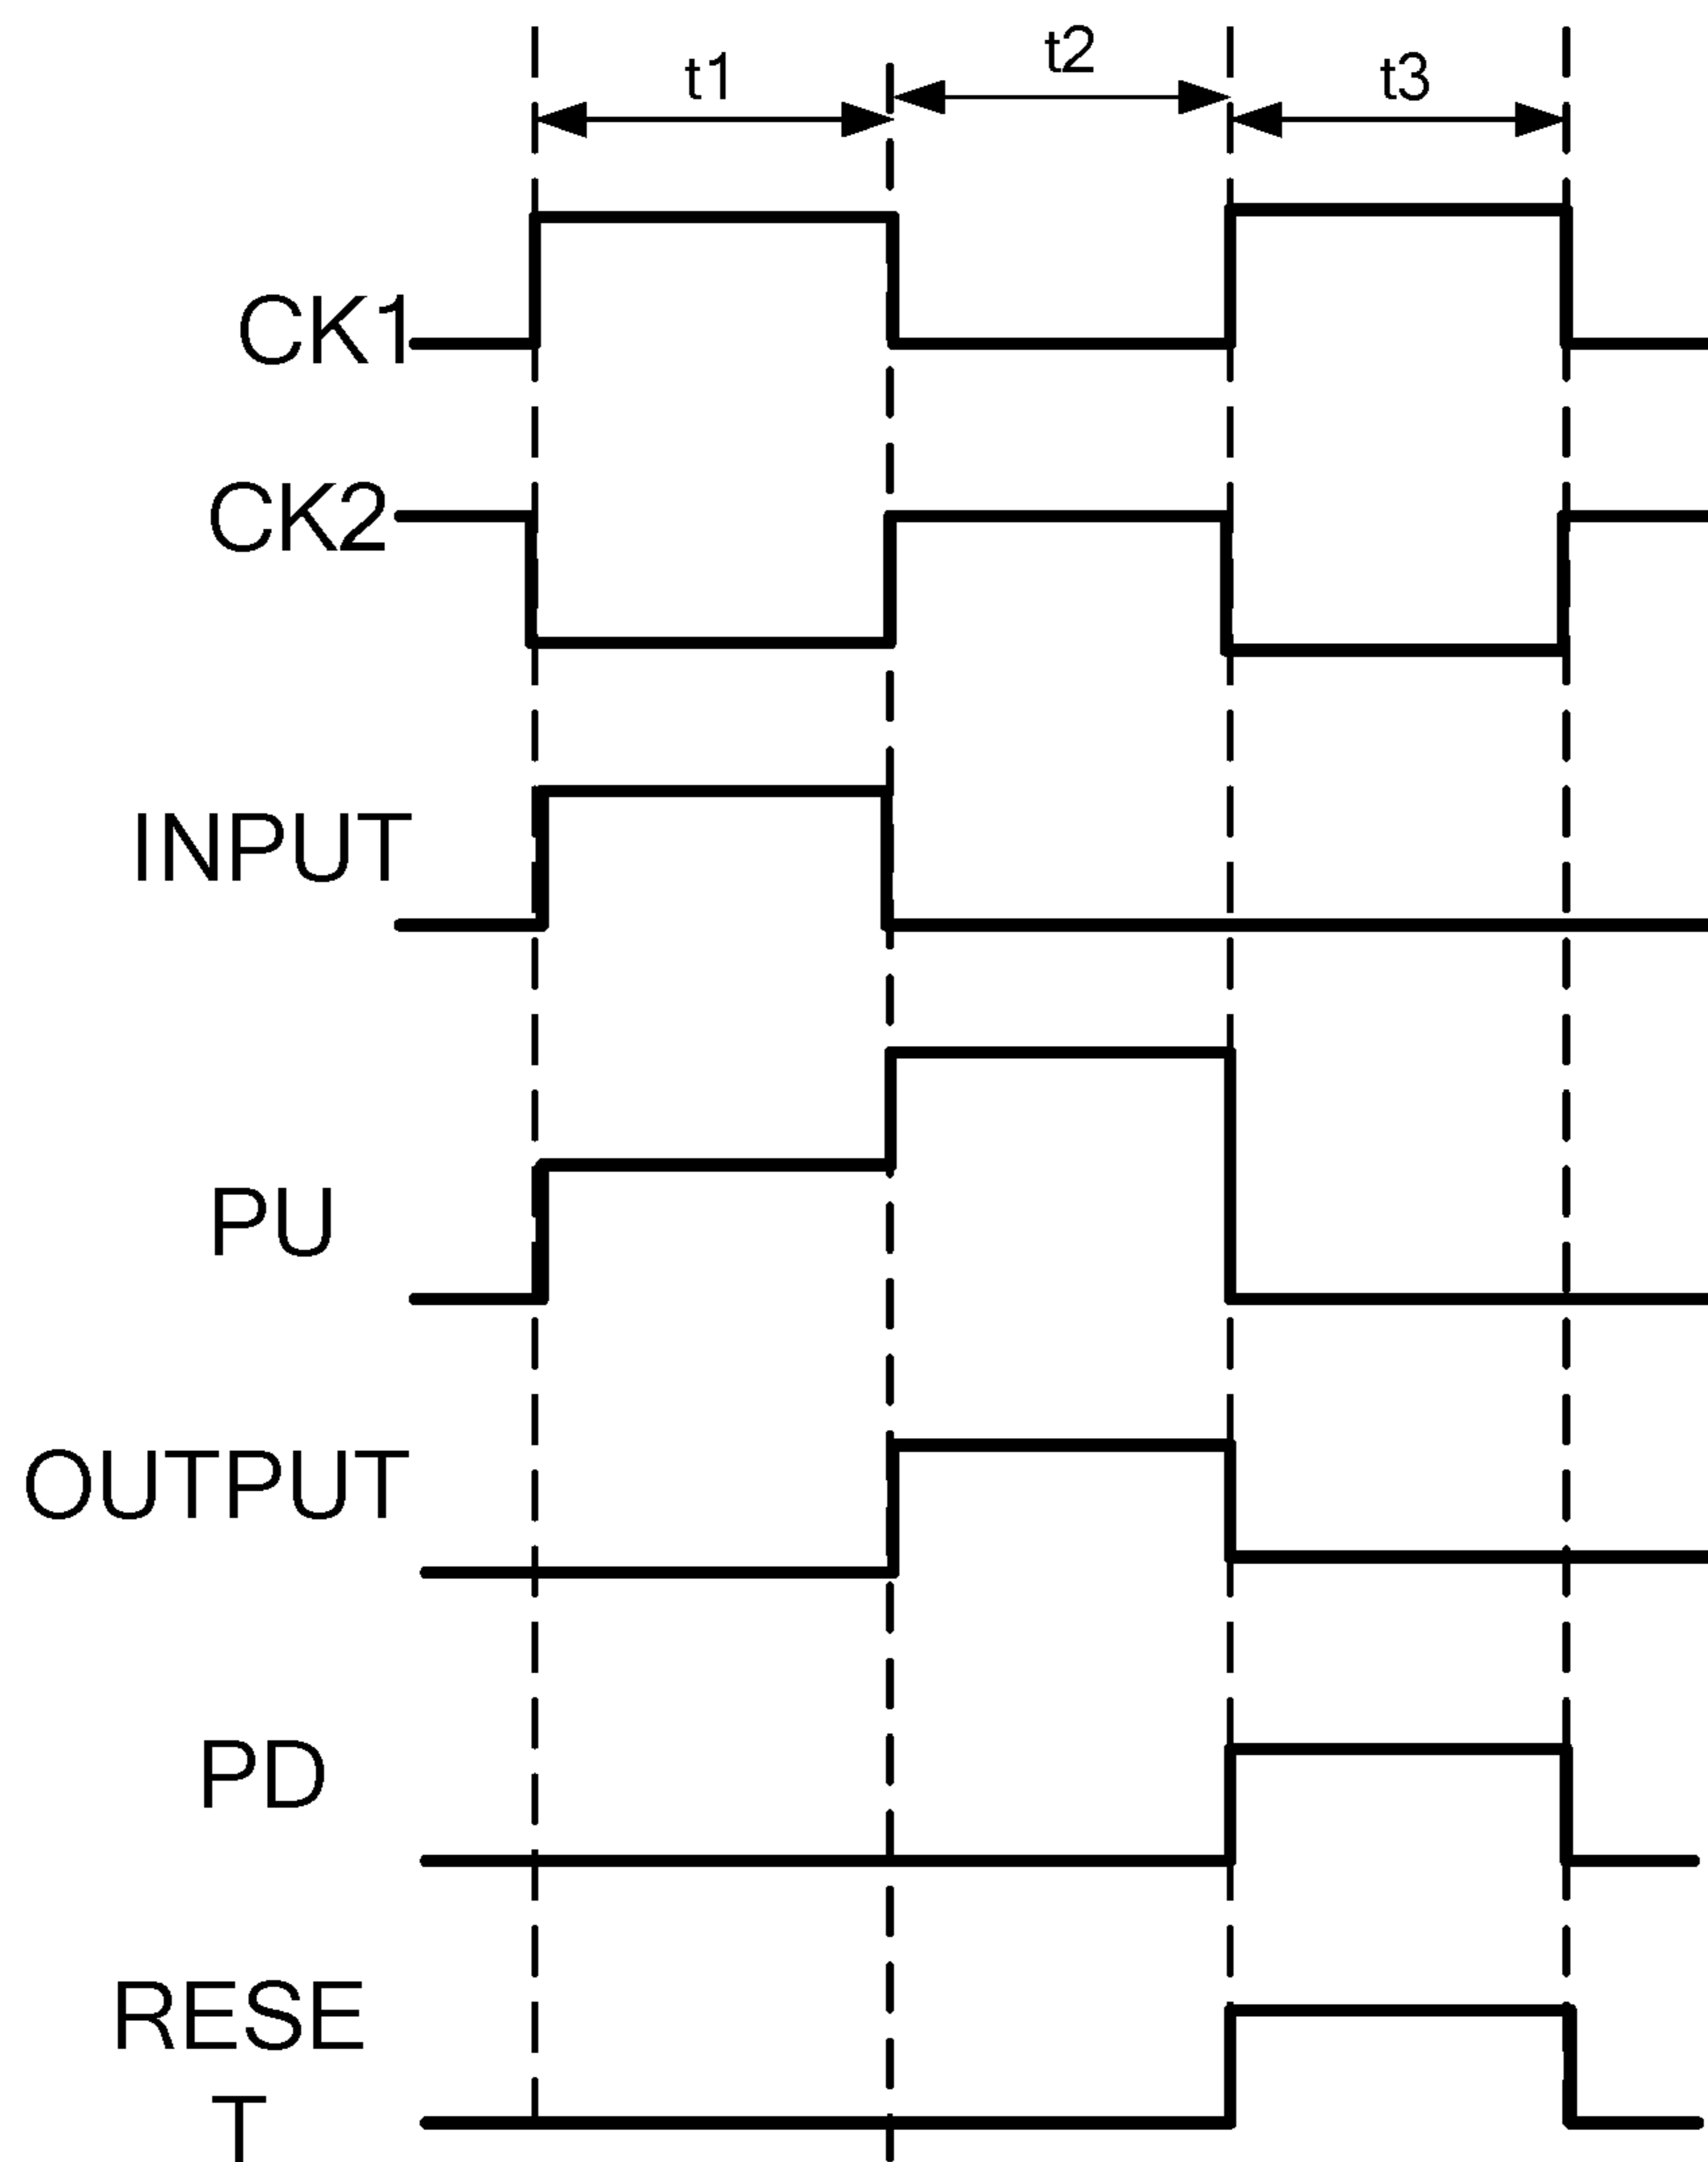 t1
t2
t3
CK1
CK2
INPUT
PU
OUTPUT
PD
RESE
T